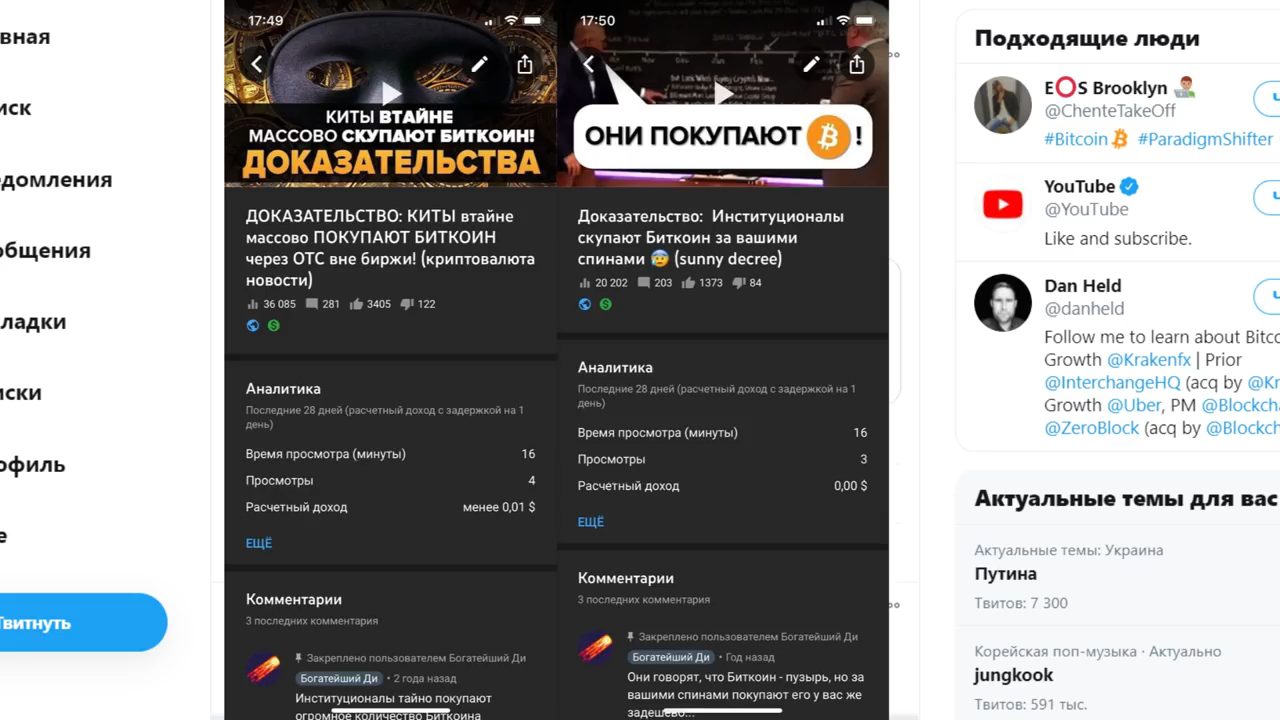 вная
иск
едомления
общения
ладки
иски
офиль
е
Твитнуть
17:49
КИТЫ ВТАЙНЕ
МАССОВО СКУПАЮТ БИТКОИН!
ДОКАЗАТЕЛЬСТВА
ДОКАЗАТЕЛЬСТВО: КИТЫ втайне
массово ПОКУПАЮТ БИТКОИН
через OTC вне биржи! (криптовалюта
новости)
36 085 281 3405 122
Аналитика
Последние 28 дней (расчетный доход с задержкой на 1
день)
Время просмотра (минуты) 16
Просмотры 4
Расчетный доход менее 0,01 $
ЕЩЁ
Комментарии
3 последних комментария
Закреплено пользователем Богатейший Ди
Богатейший Ди • 2 года назад
Институционалы тайно покупают
огромное количество Биткоина
17:50
ОНИ ПОКУПАЮТ ₿ !
Доказательство: Институционалы
скупают Биткоин за вашими
спинами 😰 (sunny decree)
20 202 203 1373 84
Аналитика
Последние 28 дней (расчетный доход с задержкой на 1
день)
Время просмотра (минуты) 16
Просмотры 3
Расчетный доход 0,00 $
ЕЩЁ
Комментарии
3 последних комментария
Закреплено пользователем Богатейший Ди
Богатейший Ди • Год назад
Они говорят, что Биткоин - пузырь, но за
вашими спинами покупают его у вас же
задешево...
Подходящие люди
E⭕S Brooklyn 👨🏻‍💻
@ChenteTakeOff
#Bitcoin #ParadigmShifter
YouTube
@YouTube
Like and subscribe.
Dan Held
@danheld
Follow me to learn about Bitco
Growth @Krakenfx | Prior
@InterchangeHQ (acq by @Kr
Growth @Uber, PM @Blockcha
@ZeroBlock (acq by @Blockch
Актуальные темы для вас
Актуальные темы: Украина
Путина
Твитов: 7 300
Корейская поп-музыка · Актуально
jungkook
Твитов: 591 тыс.